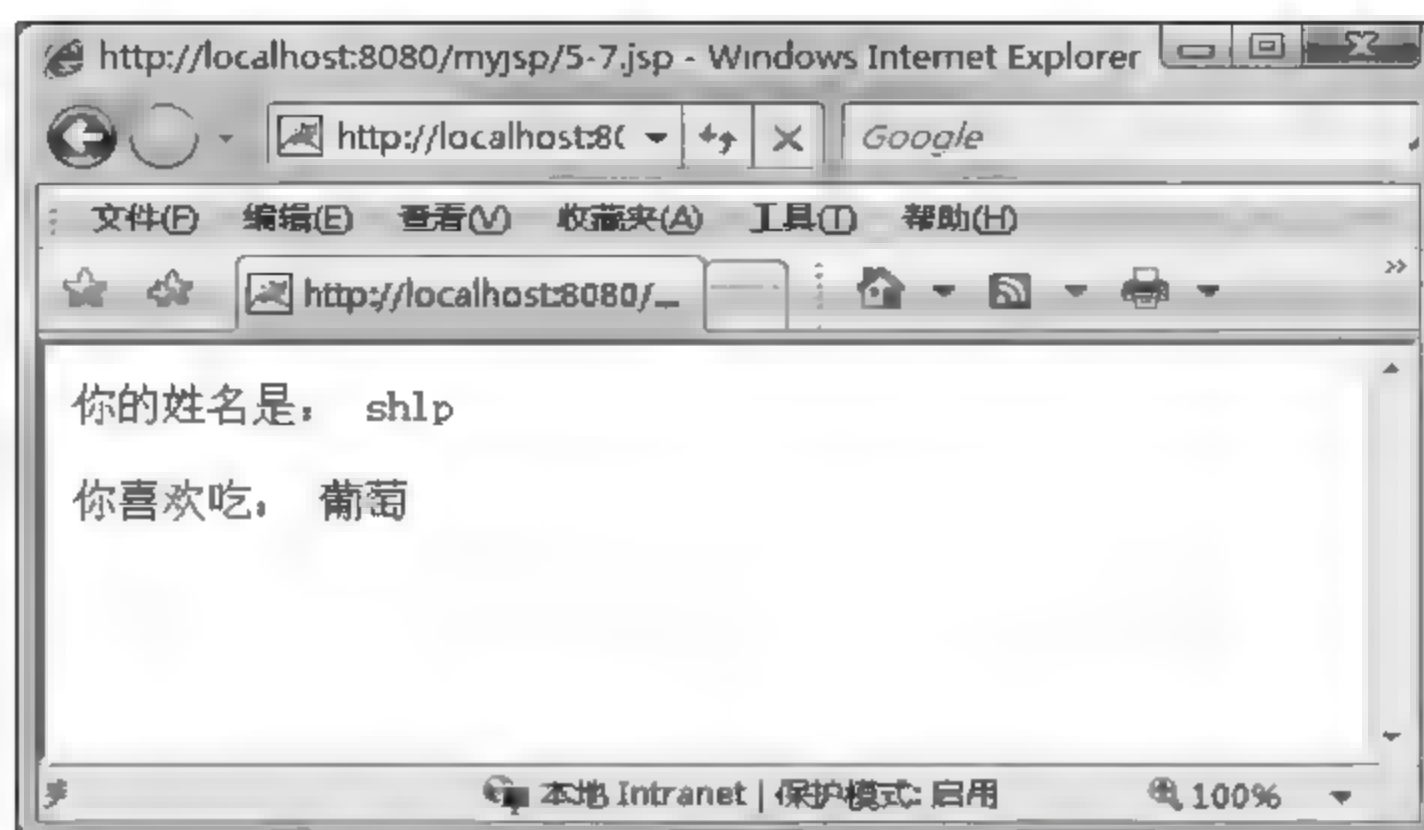 http://localhost:8080/myjsp/5-7.jsp - Windows Internet Explorer
http://localhost:8( Google
文件(F) 编辑(E) 查看(V) 收藏夹(A) 工具(T) 帮助(H)
http://localhost:8080/...
你的姓名是： shlp
你喜欢吃： 葡萄
本地 Intranet | 保护模式: 启用 100%